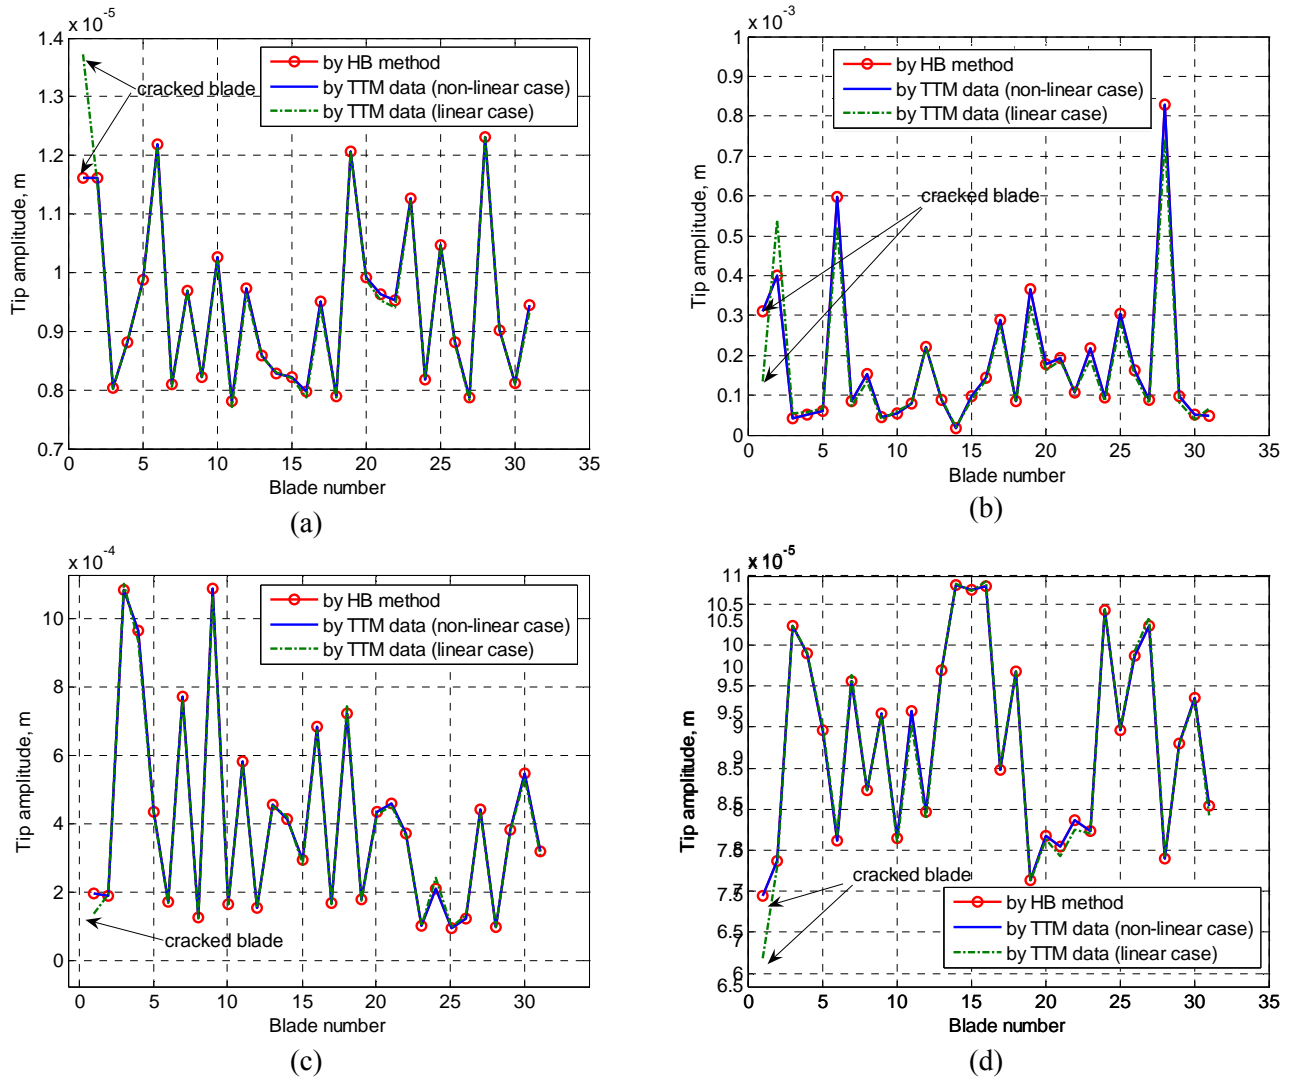 (a)
x 10-5
1.4
1.3
1.2
1.1
1
0.9
0.8
0.7
0 5 10 15 20 25 30 35
Tip amplitude, m
Blade number
cracked blade
by HB method
by TTM data (non-linear case)
by TTM data (linear case)
(a)
(b)
x 10-3
1
0.9
0.8
0.7
0.6
0.5
0.4
0.3
0.2
0.1
0
0 5 10 15 20 25 30 35
Tip amplitude, m
Blade number
cracked blade
by HB method
by TTM data (non-linear case)
by TTM data (linear case)
(b)
x 10-4
10
8
6
4
2
0
0 5 10 15 20 25 30
Tip amplitude, m
Blade number
cracked blade
by HB method
by TTM data (non-linear case)
by TTM data (linear case)
(c)
x 10-5
11
10.5
10
9.5
9
8.5
8
7.5
7
6.5
0 5 10 15 20 25 30 35
Tip amplitude, m
Blade number
cracked blade
by HB method
by TTM data (non-linear case)
by TTM data (linear case)
(d)